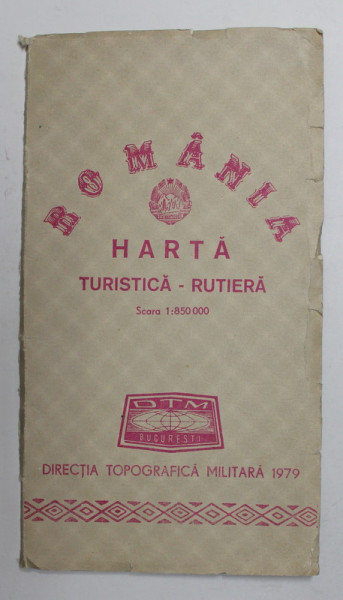 ROMÂNIA
HARTĂ
TURISTICĂ - RUTIERĂ
Scara 1:850 000
DTM
BUCUREȘTI
DIRECȚIA TOPOGRAFICĂ MILITARĂ 1979